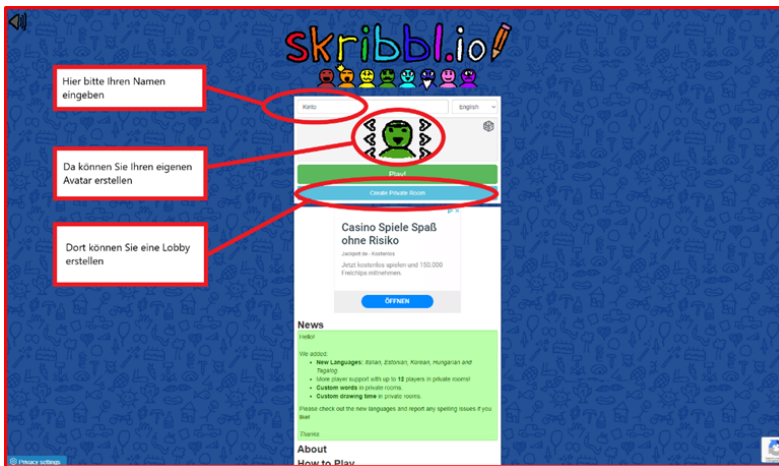 skribbl.io
Hier bitte Ihren Namen
eingeben
English
Da können Sie Ihren eigenen
Avatar erstellen
Play!
Create Private Room
Dort können Sie eine Lobby
erstellen
Casino Spiele Spaß
ohne Risiko
Jackpot.de - Kostenlos
Jetzt kostenlos spielen und 150.000
Freichips mitnehmen.
ÖFFNEN
News
Hello!
We added:
New Languages: Italian, Estonian, Korean, Hungarian and
Tagalog
More player support with up to 12 players in private rooms!
Custom words in private rooms.
Custom drawing time in private rooms.
Please check out the new languages and report any spelling issues if you
Thanks
About
How to Play
Privacy settings